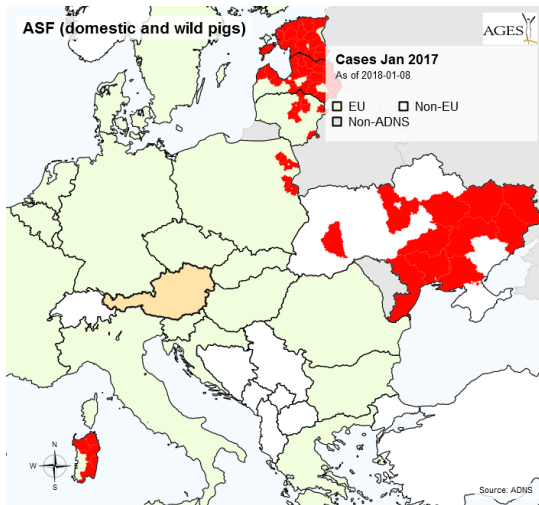 ASF (domestic and wild pigs)
AGES
Cases Jan 2017
As of 2018-01-08
EU
Non-EU
Non-ADNS
N
W
E
S
Source: ADNS